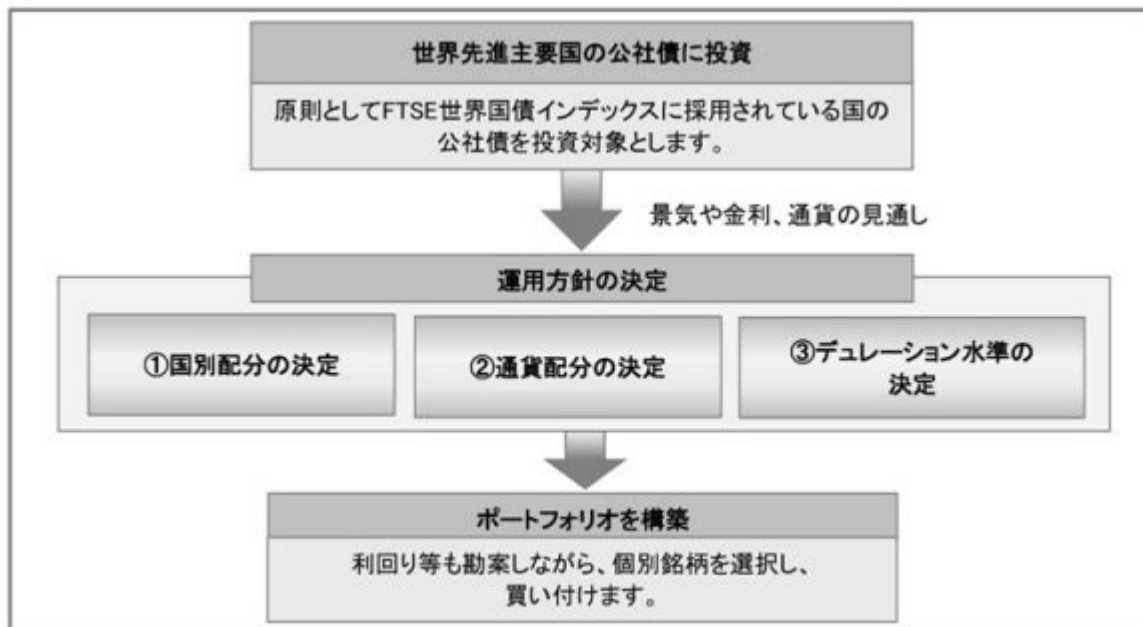 世界先進主要国の公社債に投資
原則としてFTSE世界国債インデックスに採用されている国の
公社債を投資対象とします。
景気や金利、通貨の見通し
運用方針の決定
①国別配分の決定
②通貨配分の決定
③デュレーション水準の
決定
ポートフォリオを構築
利回り等も勘案しながら、個別銘柄を選択し、
買い付けます。